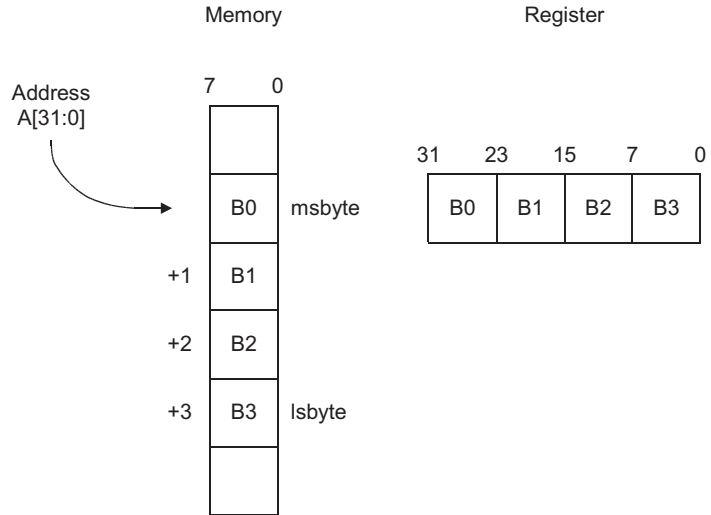 Memory Register
7 0
Address
A[31:0]
31 23 15 7 0
B0 msbyte B0 B1 B2 B3
+1 B1
+2 B2
+3 B3 lsbyte